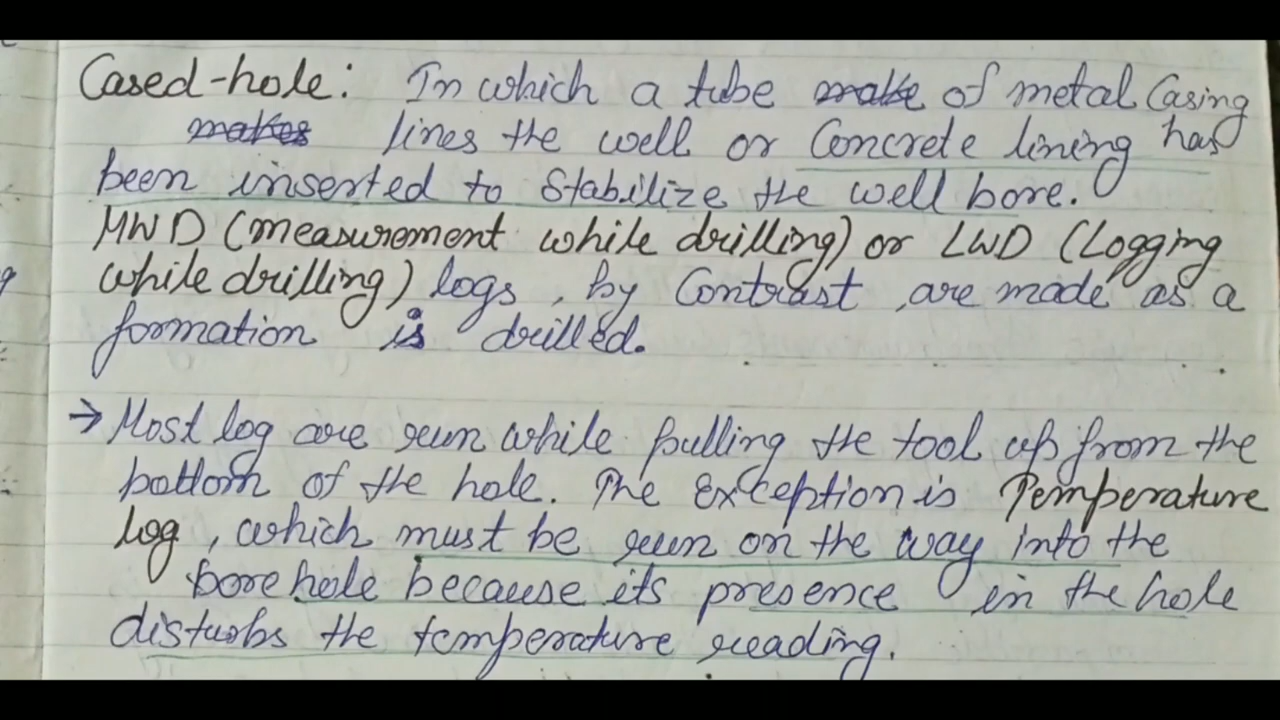 Cased-hole: In which a tube make of metal Casing
makes lines the well or Concrete lining has
been inserted to Stabilize the well bore.
MWD (measurement while drilling) or LWD (Logging
while drilling) logs, by Contrast, are made as a
formation is drilled.
→ Most log are run while pulling the tool up from the
bottom of the hole. The Exception is Temperature
log, which must be run on the way into the
bore hole because its presence in the hole
disturbs the temperature reading.